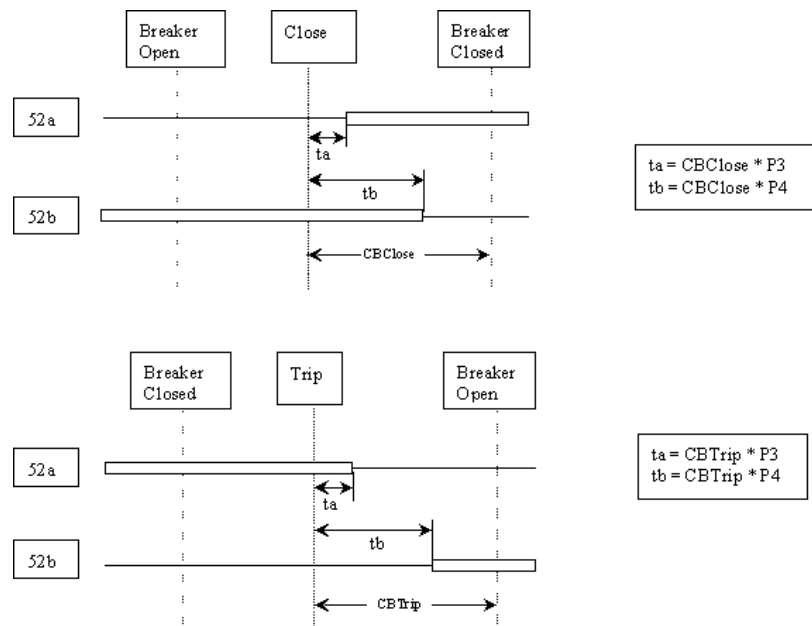 Breaker
Open
Close
Breaker
Closed
52a
ta
ta = CBClose * P3
tb = CBClose * P4
tb
52b
CBClose
Breaker
Closed
Trip
Breaker
Open
52a
ta = CBTrip * P3
tb = CBTrip * P4
ta
tb
52b
CBTrip